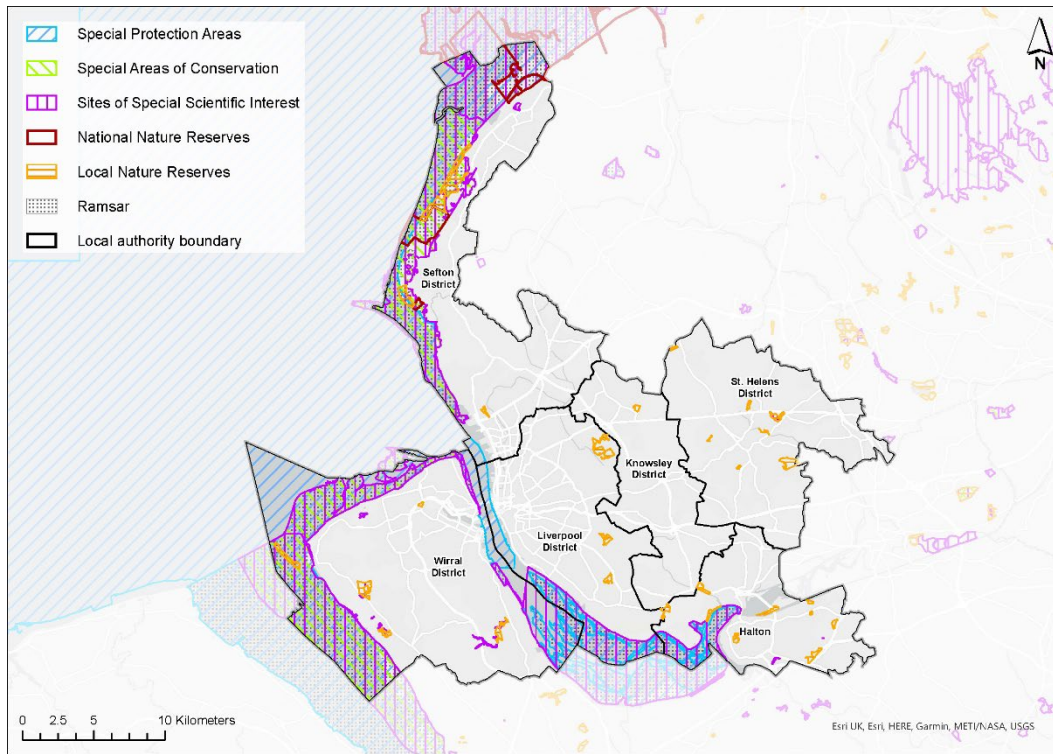 Special Protection Areas
Special Areas of Conservation
Sites of Special Scientific Interest
National Nature Reserves
Local Nature Reserves
Ramsar
Local authority boundary
N
Sefton
District
St. Helens
District
Knowsley
District
Liverpool
District
Wirral
District
Halton
0 2.5 5 10 Kilometers
Esri UK, Esri, HERE, Garmin, METI/NASA, USGS